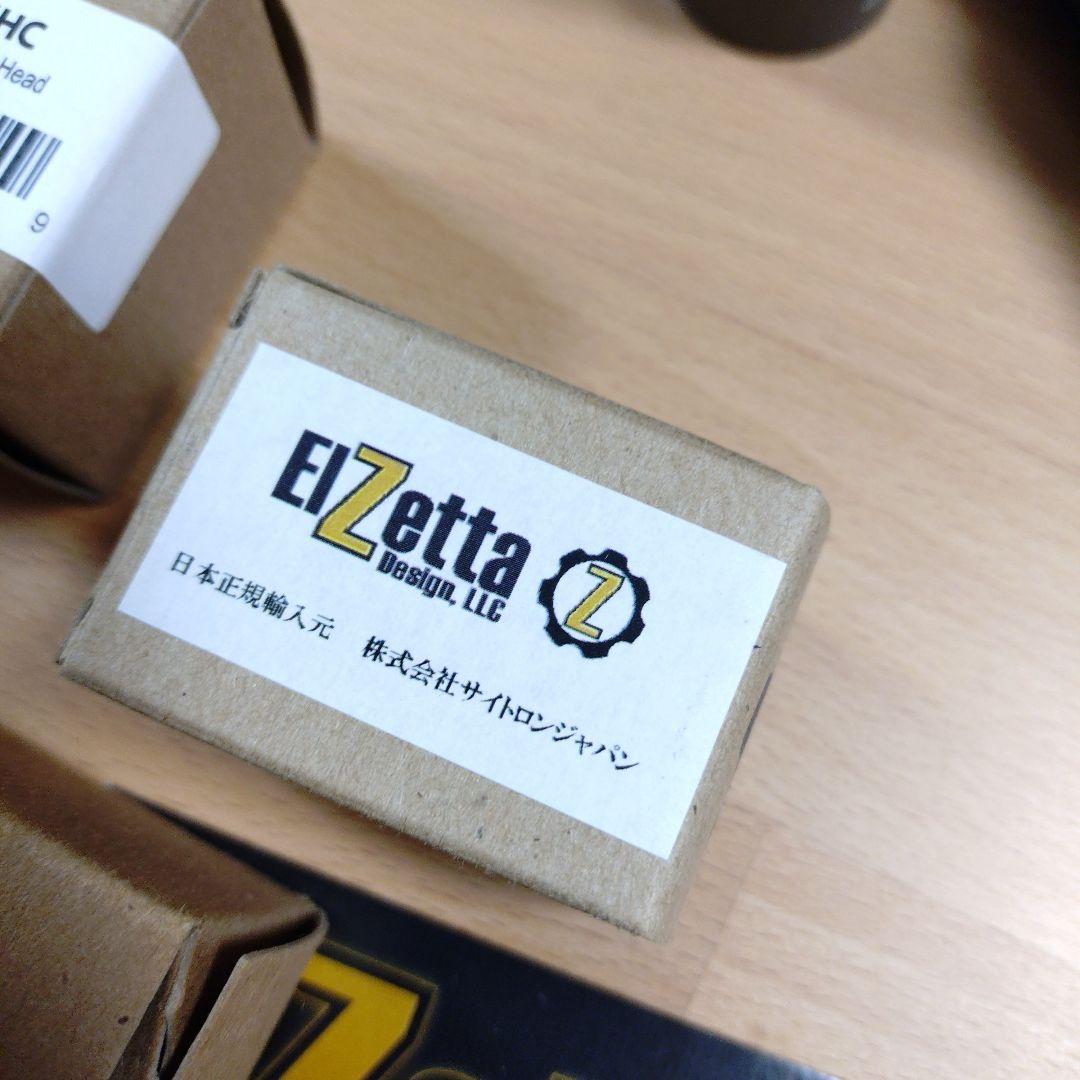 HC
Head
9
ElZetta
Design, LLC
Z
日本正規輸入元 株式会社サイトロンジャパン
Z